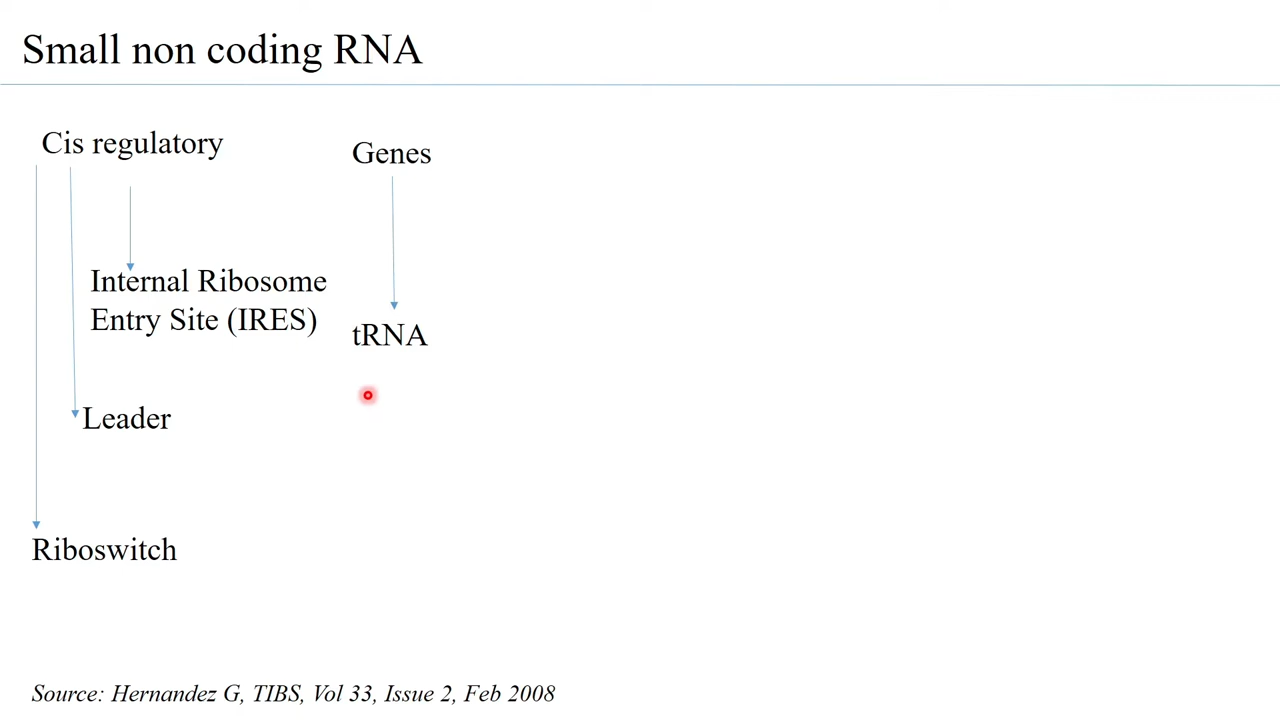 Small non coding RNA
Cis regulatory
Genes
Internal Ribosome
Entry Site (IRES)
tRNA
Leader
Riboswitch
Source: Hernandez G, TIBS, Vol 33, Issue 2, Feb 2008